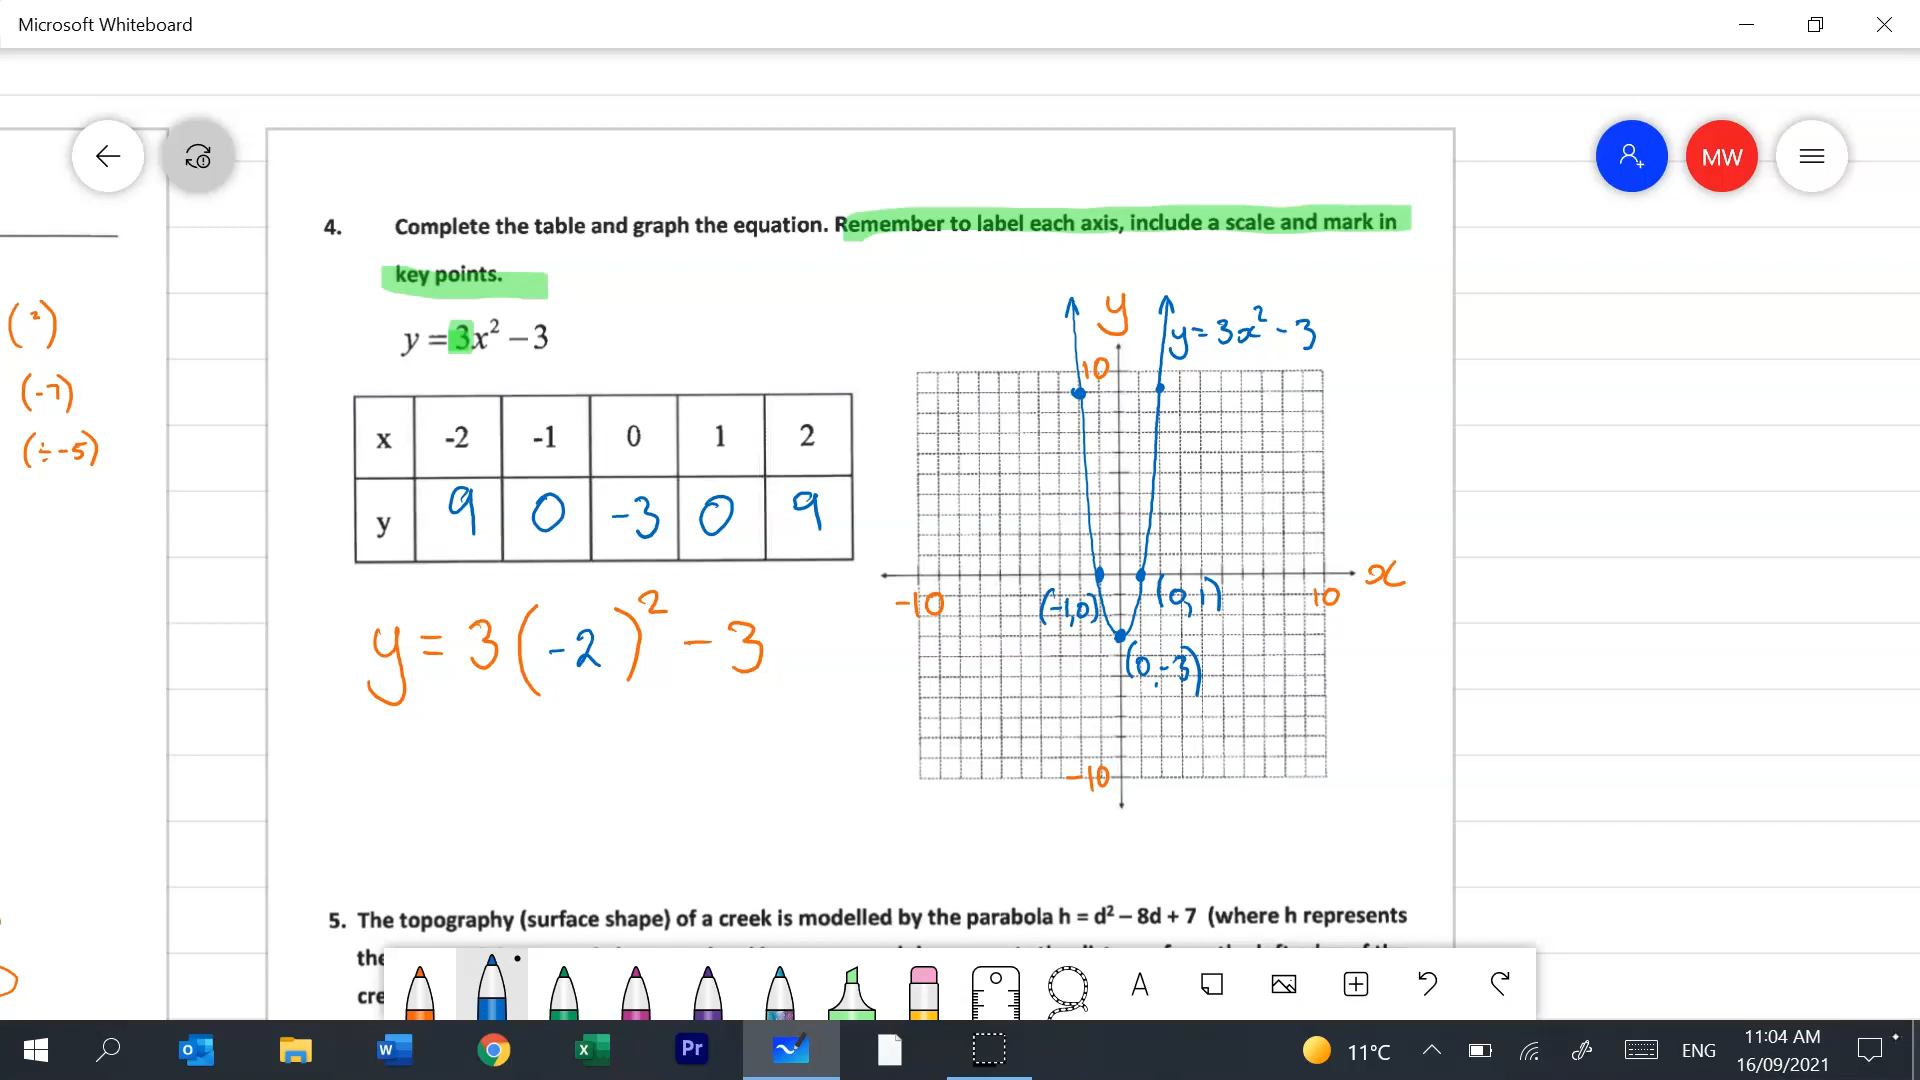 Microsoft Whiteboard
MW
4. Complete the table and graph the equation. Remember to label each axis, include a scale and mark in
key points.
y = 3x² – 3
x -2 -1 0 1 2
y 9 0 -3 0 9
y = 3(-2)² - 3
(²)
(-7)
(÷-5)
y
y = 3x² - 3
10
x
-10
10
(-1,0)
(0,1)
(0,-3)
-10
5. The topography (surface shape) of a creek is modelled by the parabola h = d² – 8d + 7 (where h represents
the
cre
11°C
ENG
11:04 AM
16/09/2021